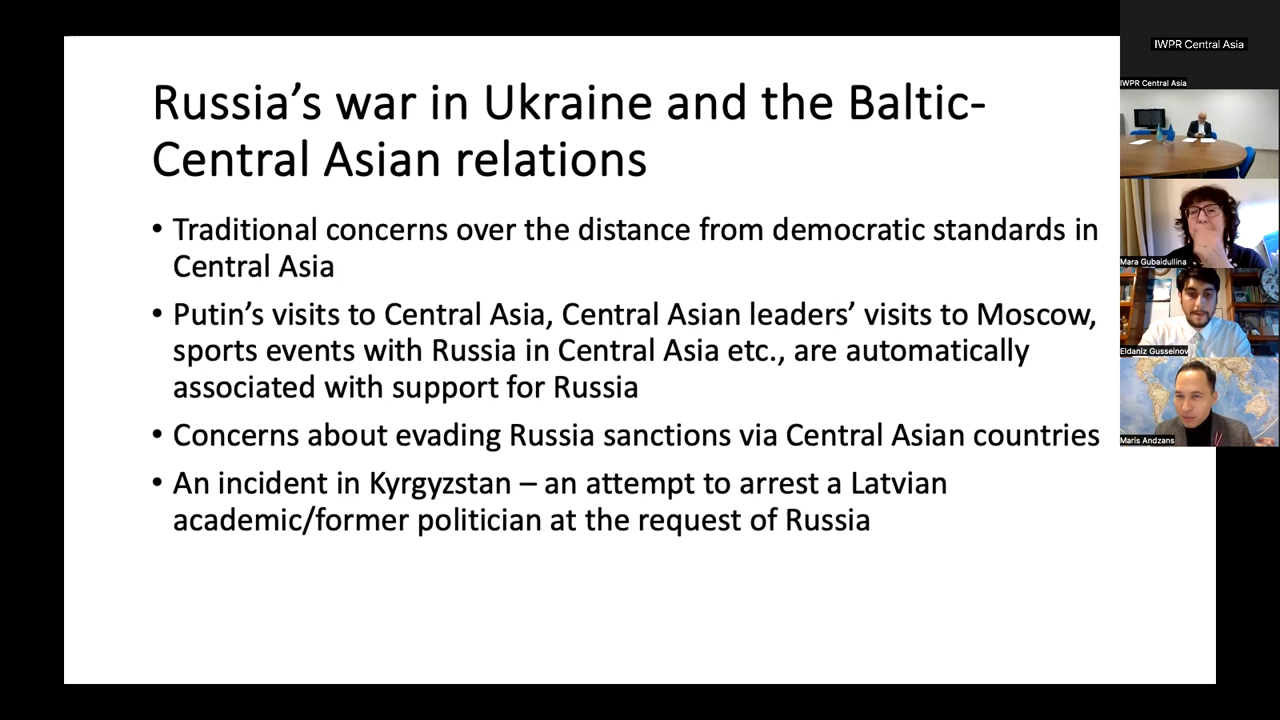 Russia’s war in Ukraine and the Baltic-
Central Asian relations
• Traditional concerns over the distance from democratic standards in
Central Asia
• Putin’s visits to Central Asia, Central Asian leaders’ visits to Moscow,
sports events with Russia in Central Asia etc., are automatically
associated with support for Russia
• Concerns about evading Russia sanctions via Central Asian countries
• An incident in Kyrgyzstan – an attempt to arrest a Latvian
academic/former politician at the request of Russia
IWPR Central Asia
IWPR Central Asia
Mara Gubaidullina
Eldaniz Gusseinov
Maris Andzans